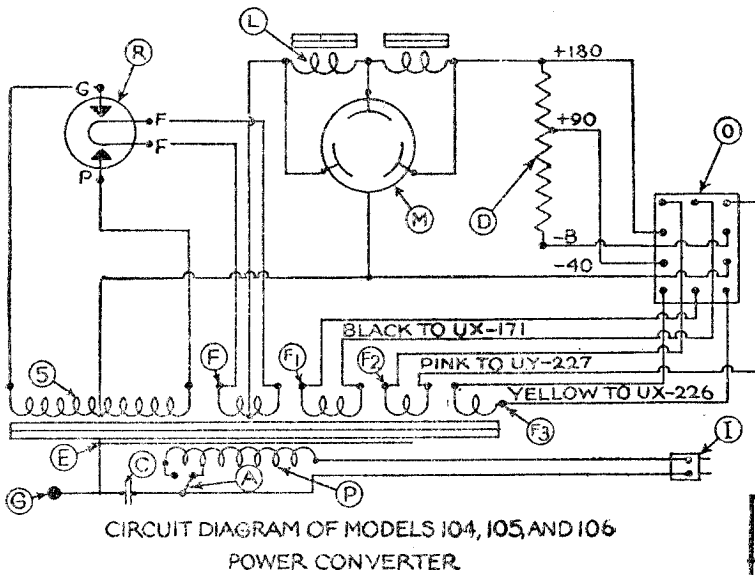 L
R
+180
G
F
+90
O
F
P
M
D
-B
-40
BLACK TO UX-171
S
F
F1
F2
PINK TO UY-227
YELLOW TO UX-226
F3
E
C
I
G
A
P
CIRCUIT DIAGRAM OF MODELS 104, 105, AND 106
POWER CONVERTER